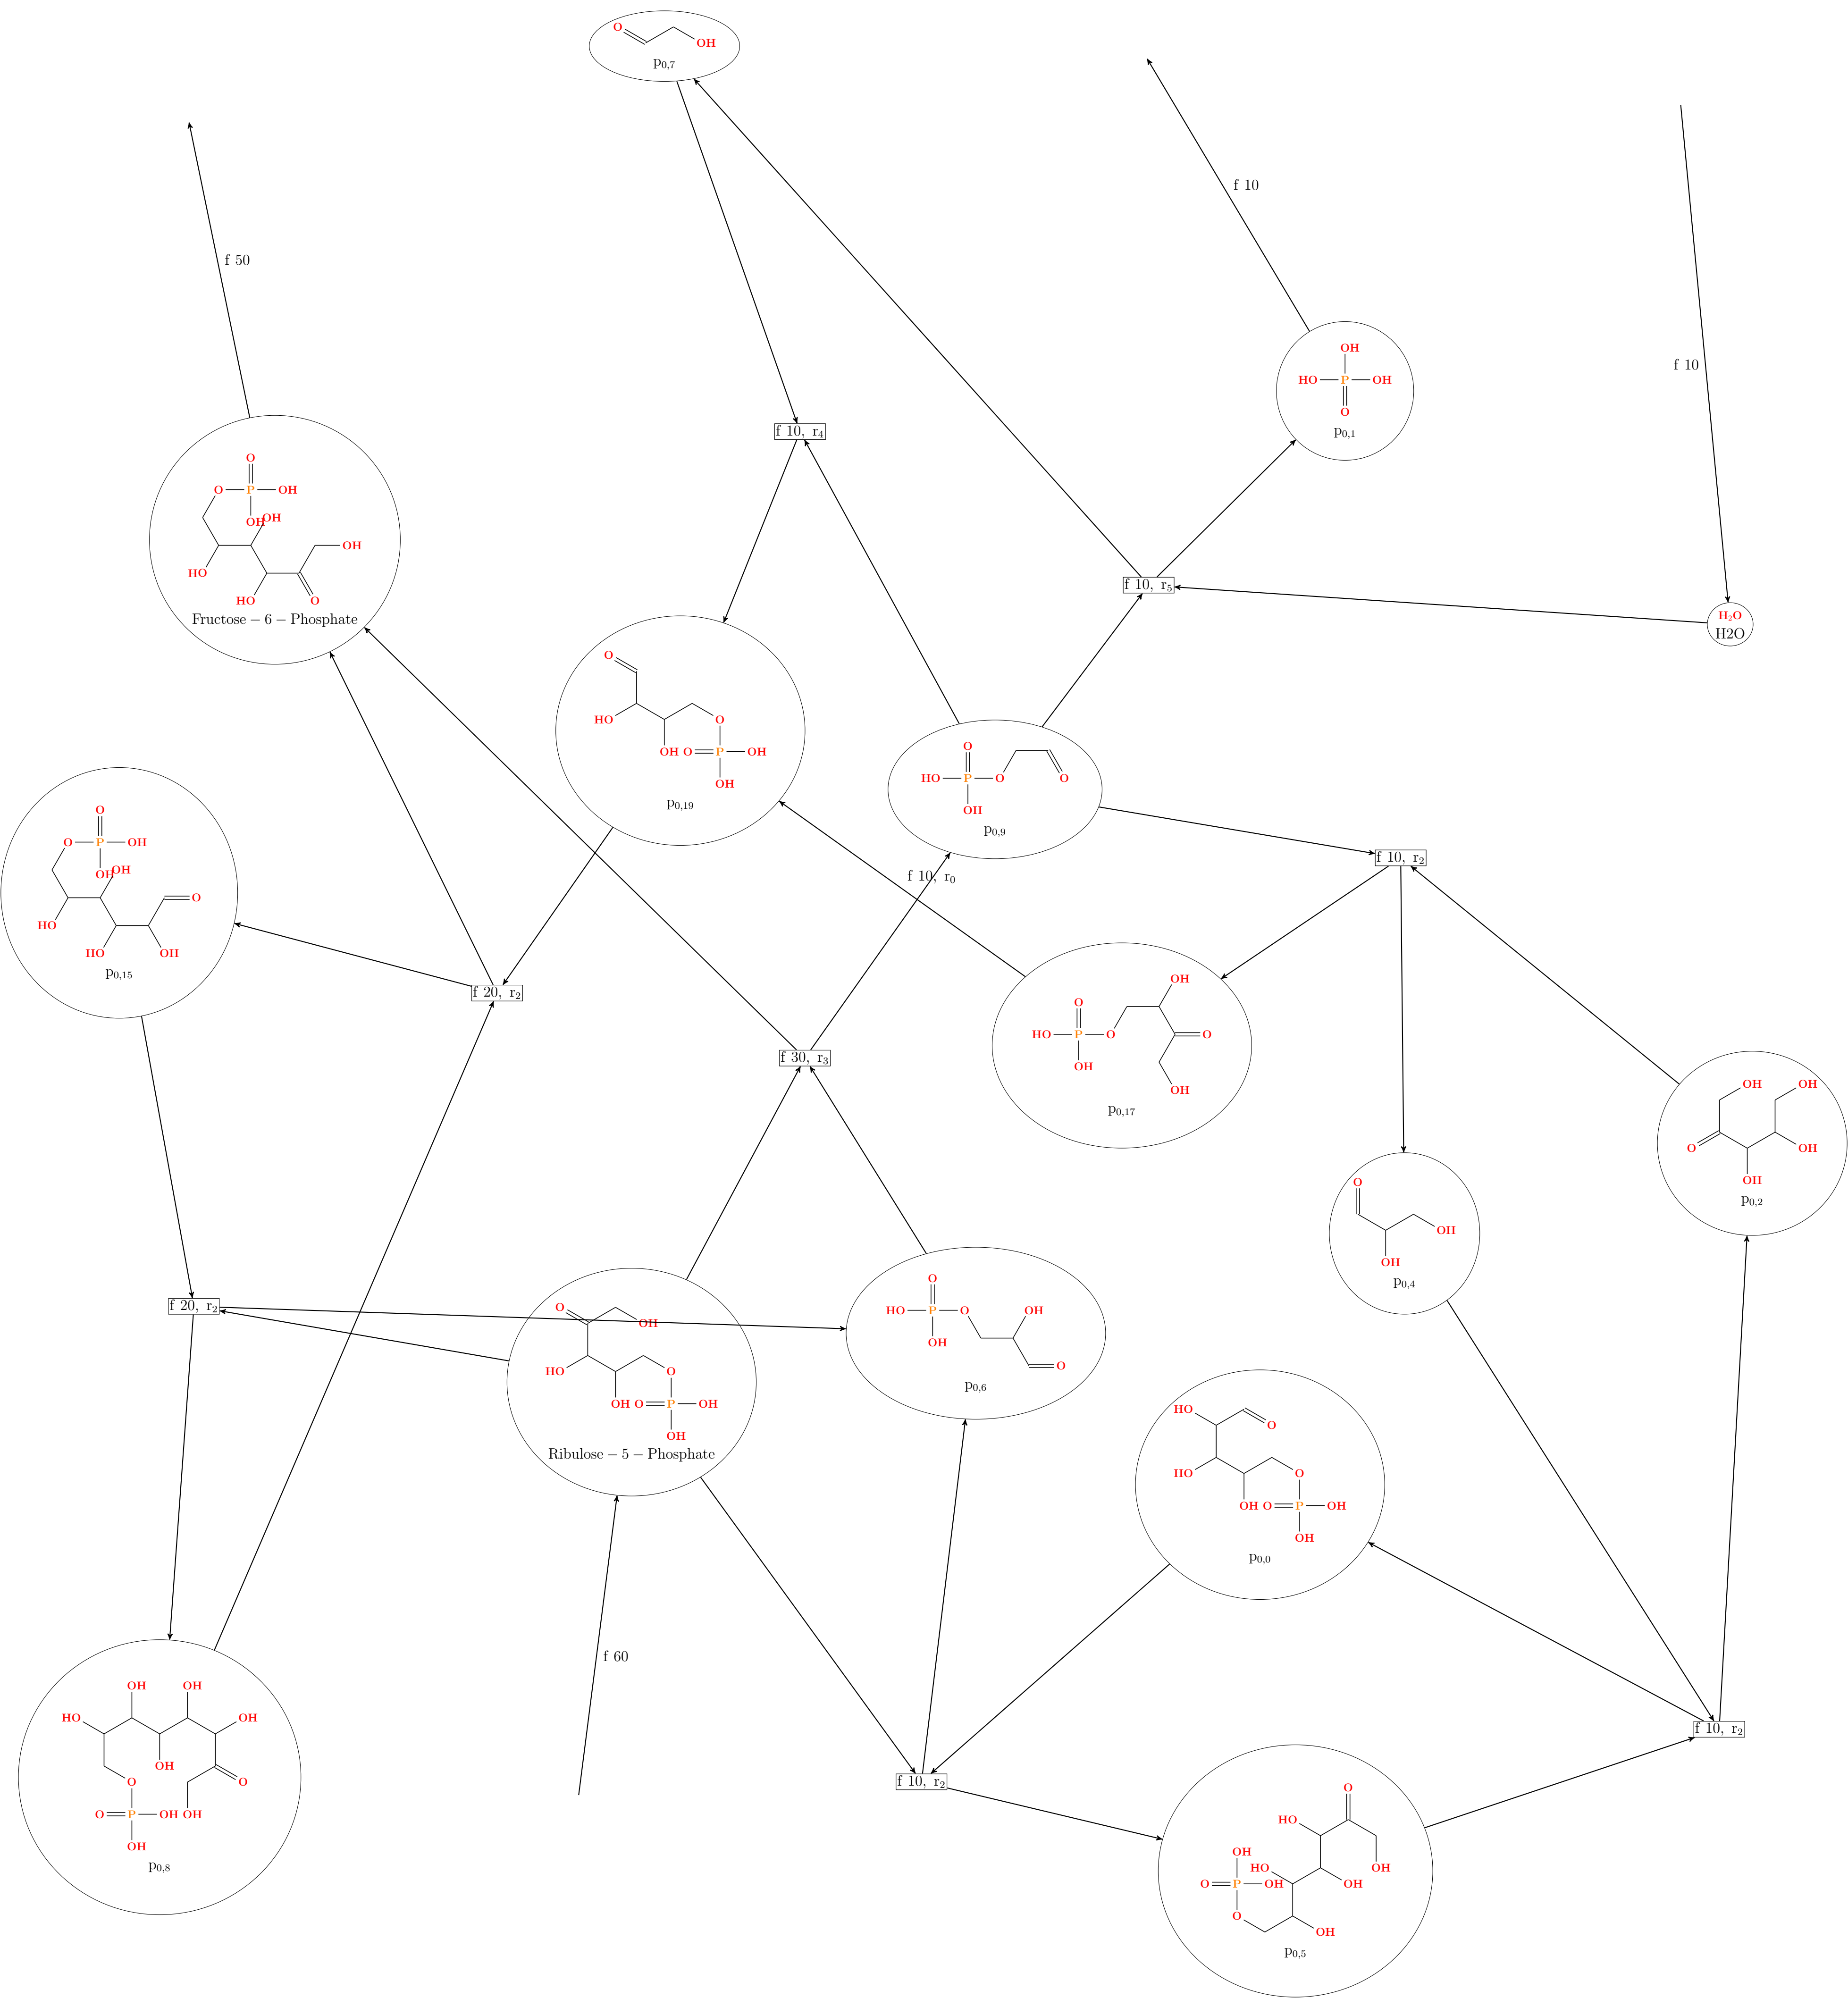 O
OH
p0,7
f 10
f 50
OH
HO P OH
O
p0,1
f 10
f 10, r4
O
O P OH
OH OH
HO OH
HO O
Fructose – 6 – Phosphate
f 10, r5
H2O
H2O
O
HO O
OH O P OH
OH
p0,19
O
HO P O O
OH
p0,9
O
O P OH
OH OH
HO O
HO OH
p0,15
f 10, r0
f 10, r2
f 20, r2
OH
O
HO P O O
OH
OH
p0,17
f 30, r3
OH OH
O OH
OH
p0,2
O
OH
OH
p0,4
f 20, r2
O
OH
HO O
OH O P OH
OH
Ribulose – 5 – Phosphate
O
HO P O OH
OH
O
p0,6
HO O
HO O
OH O P OH
OH
p0,0
f 60
OH OH
HO OH
OH
O O
O P OH OH
OH
p0,8
f 10, r2
f 10, r2
O
HO
OH
HO OH
O P OH OH
O
OH
p0,5